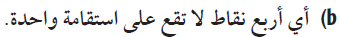 (b أي أربع نقاط لا تقع على استقامة واحدة.